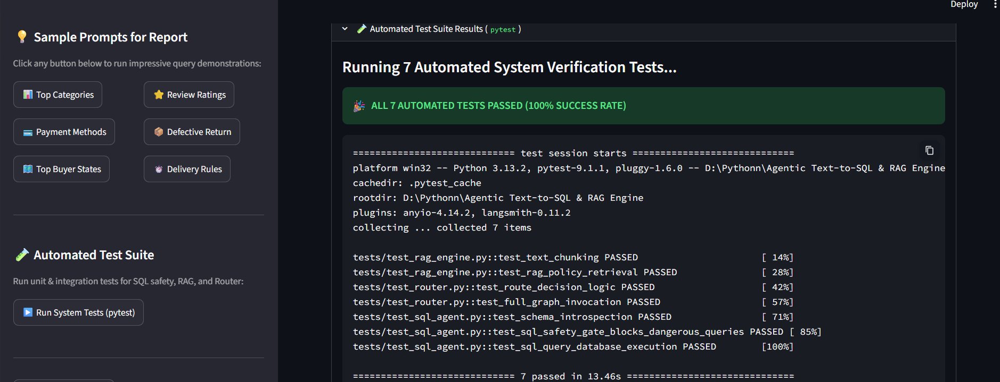 Deploy
Sample Prompts for Report
Click any button below to run impressive query demonstrations:
Top Categories
Review Ratings
Payment Methods
Defective Return
Top Buyer States
Delivery Rules
Automated Test Suite
Run unit & integration tests for SQL safety, RAG, and Router:
Run System Tests (pytest)
Automated Test Suite Results ( pytest )
Running 7 Automated System Verification Tests...
ALL 7 AUTOMATED TESTS PASSED (100% SUCCESS RATE)
============================= test session starts =============================
platform win32 -- Python 3.13.2, pytest-9.1.1, pluggy-1.6.0 -- D:\Pythonn\Agentic Text-to-SQL & RAG Engine
cachedir: .pytest_cache
rootdir: D:\Pythonn\Agentic Text-to-SQL & RAG Engine
plugins: anyio-4.14.2, langsmith-0.11.2
collecting ... collected 7 items
tests/test_rag_engine.py::test_text_chunking PASSED [ 14%]
tests/test_rag_engine.py::test_rag_policy_retrieval PASSED [ 28%]
tests/test_router.py::test_route_decision_logic PASSED [ 42%]
tests/test_router.py::test_full_graph_invocation PASSED [ 57%]
tests/test_sql_agent.py::test_schema_introspection PASSED [ 71%]
tests/test_sql_agent.py::test_sql_safety_gate_blocks_dangerous_queries PASSED [ 85%]
tests/test_sql_agent.py::test_sql_query_database_execution PASSED [100%]
============================= 7 passed in 13.46s ==============================